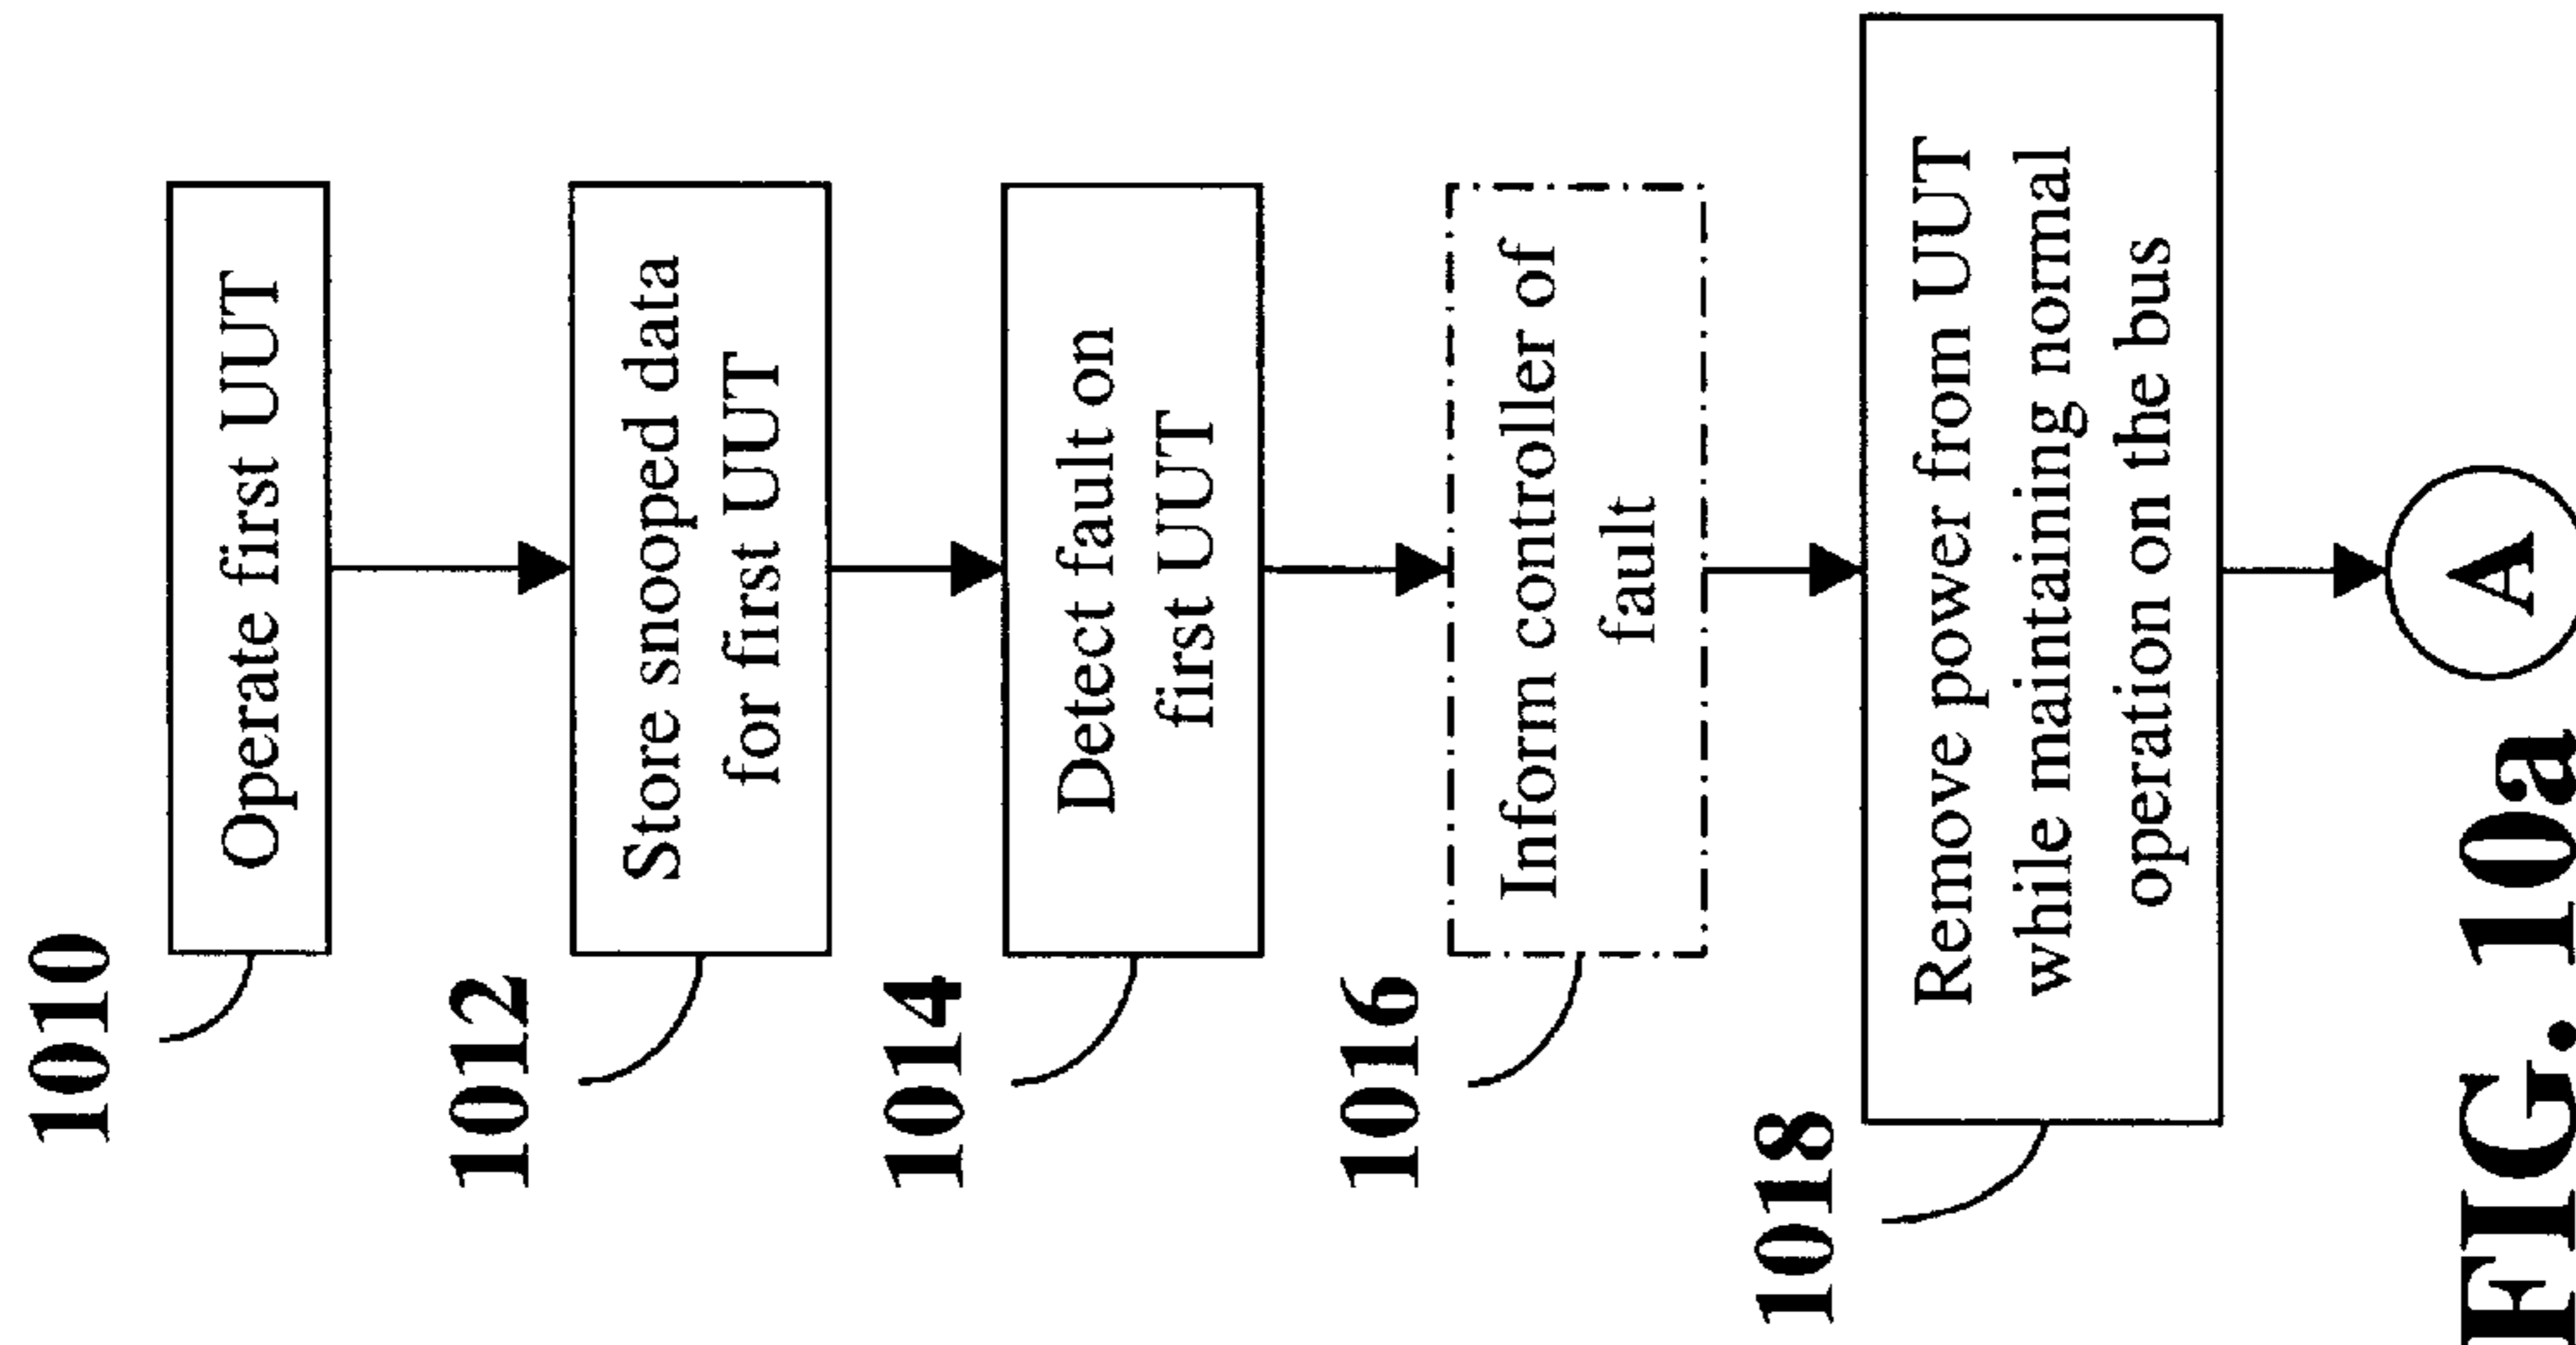 1010
Operate first UUT
1012
Store snooped data
for first UUT
1014
Detect fault on
first UUT
1016
Inform controller of
fault
1018
Remove power from UUT
while maintaining normal
operation on the bus
A
FIG. 10a